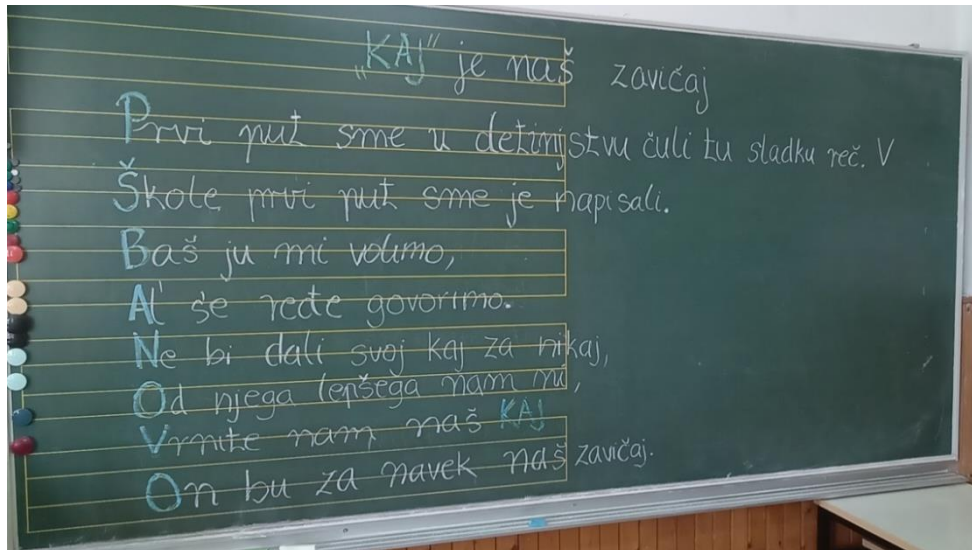 „KAJ“ je naš zavičaj
Prvi put sme u detinjstvu čuli tu sladku reč. V
Škole prvi put sme je napisali.
Baš ju mi volimo,
Al' se ređe govorimo.
Ne bi dali svoj kaj za nikaj,
Od njega lepšega nam ni,
Vrnite nam naš KAJ
On bu za navek naš zavičaj.